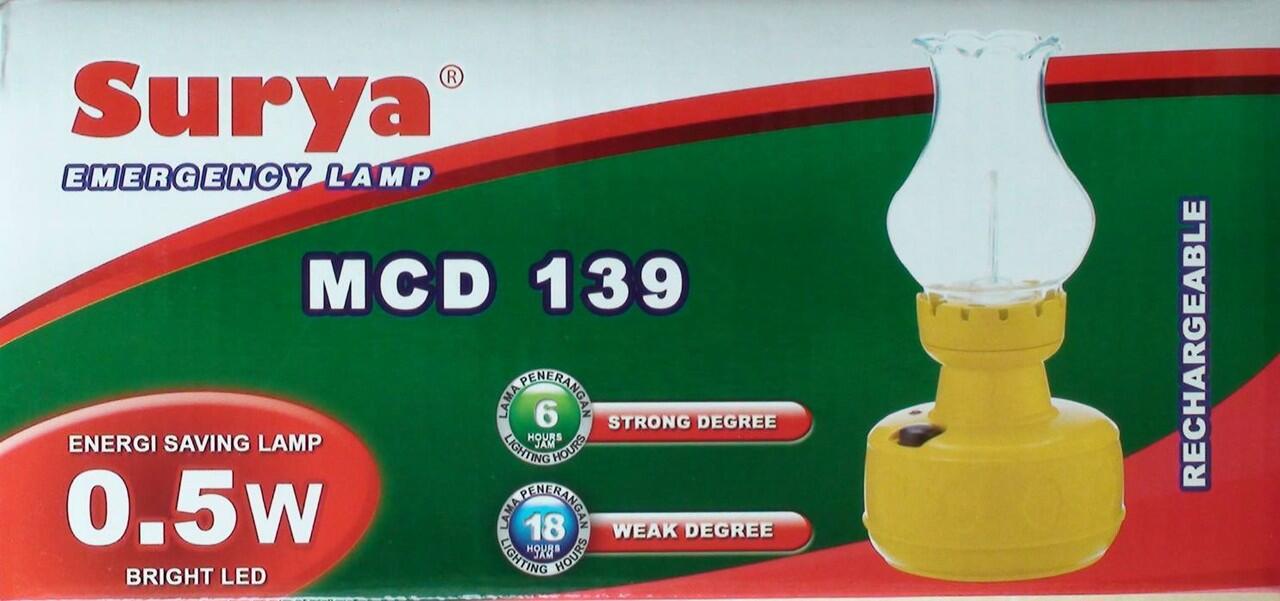 Surya®
EMERGENCY LAMP
MCD 139
RECHARGEABLE
LAMA PENERANGAN
6
HOURS
JAM
LIGHTING HOURS
STRONG DEGREE
LAMA PENERANGAN
18
HOURS
JAM
LIGHTING HOURS
WEAK DEGREE
ENERGI SAVING LAMP
0.5W
BRIGHT LED